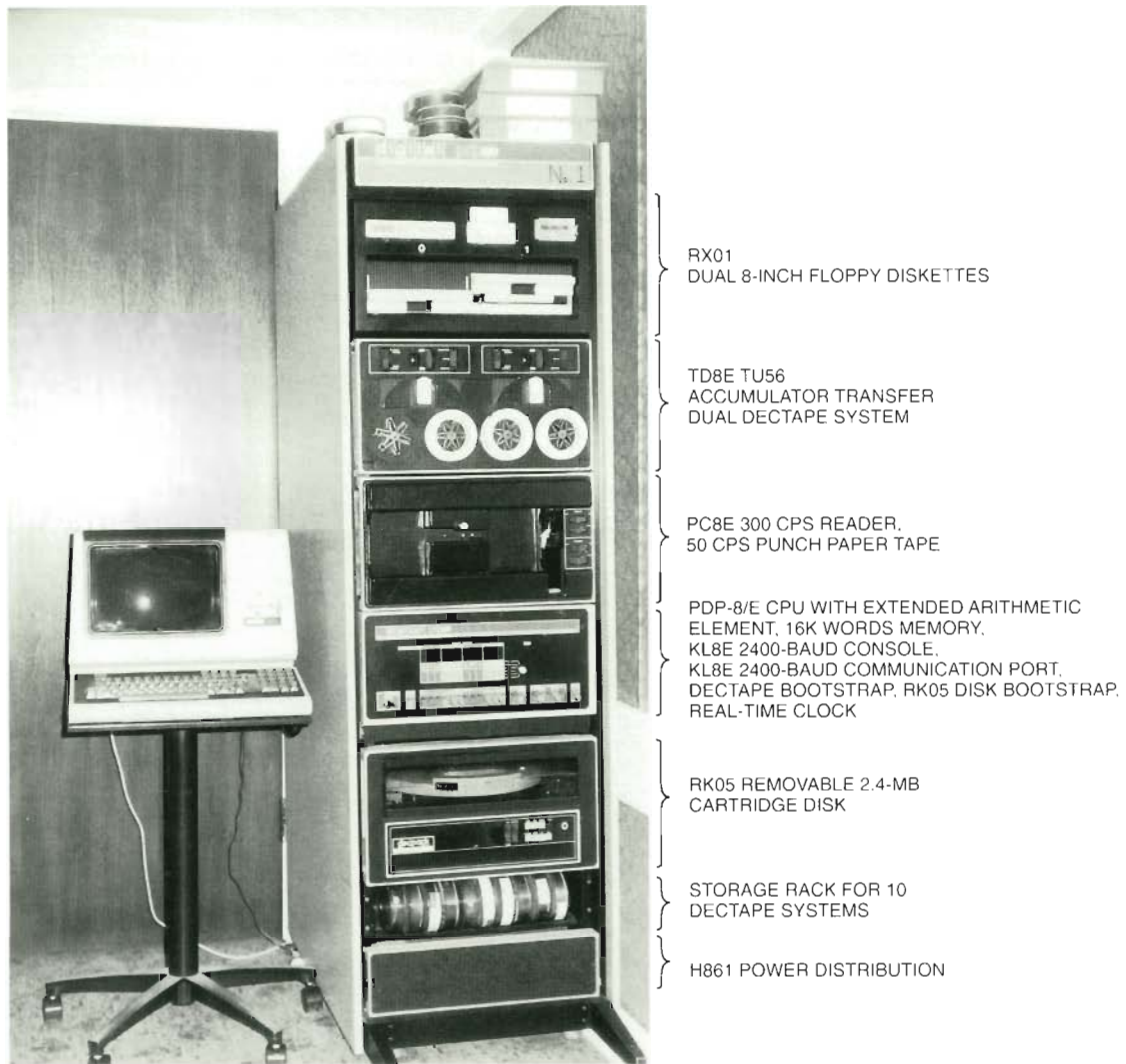 No. 1
RX01
DUAL 8-INCH FLOPPY DISKETTES
TD8E TU56
ACCUMULATOR TRANSFER
DUAL DECTAPE SYSTEM
PC8E 300 CPS READER,
50 CPS PUNCH PAPER TAPE
PDP-8/E CPU WITH EXTENDED ARITHMETIC
ELEMENT, 16K WORDS MEMORY,
KL8E 2400-BAUD CONSOLE,
KL8E 2400-BAUD COMMUNICATION PORT,
DECTAPE BOOTSTRAP, RK05 DISK BOOTSTRAP,
REAL-TIME CLOCK
RK05 REMOVABLE 2.4-MB
CARTRIDGE DISK
STORAGE RACK FOR 10
DECTAPE SYSTEMS
H861 POWER DISTRIBUTION